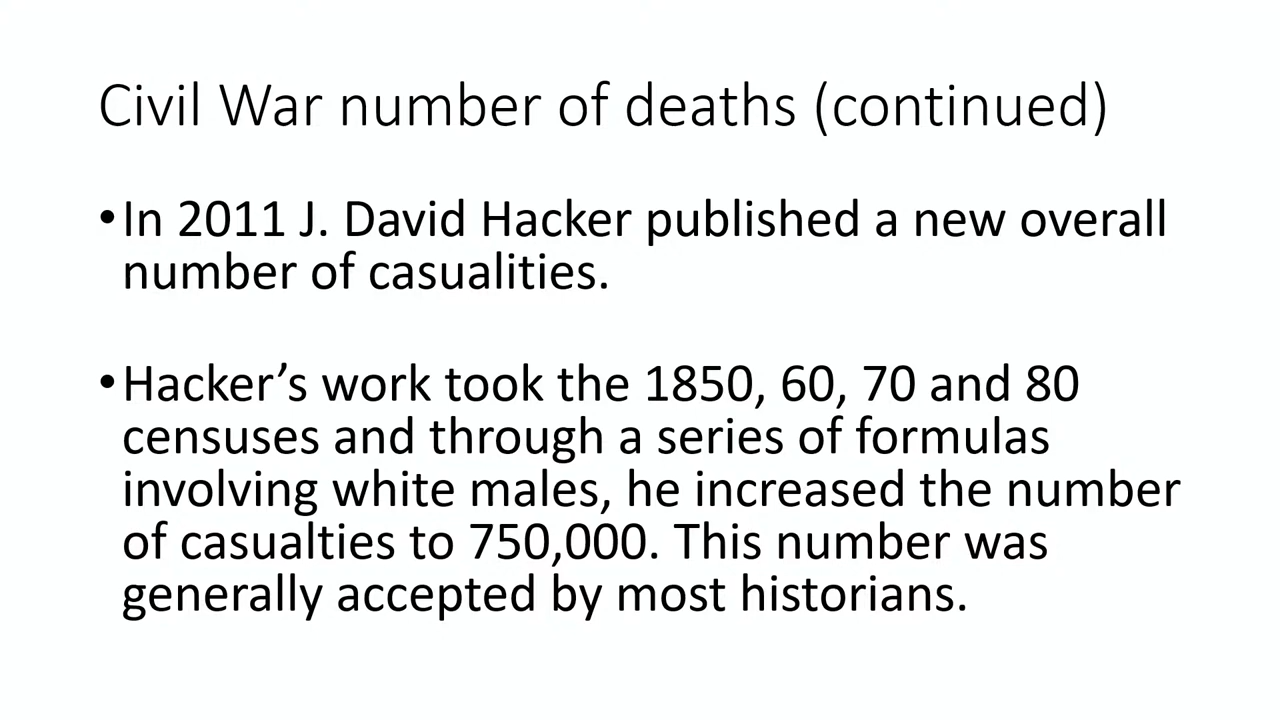 Civil War number of deaths (continued)
•In 2011 J. David Hacker published a new overall
number of casualities.
•Hacker’s work took the 1850, 60, 70 and 80
censuses and through a series of formulas
involving white males, he increased the number
of casualties to 750,000. This number was
generally accepted by most historians.